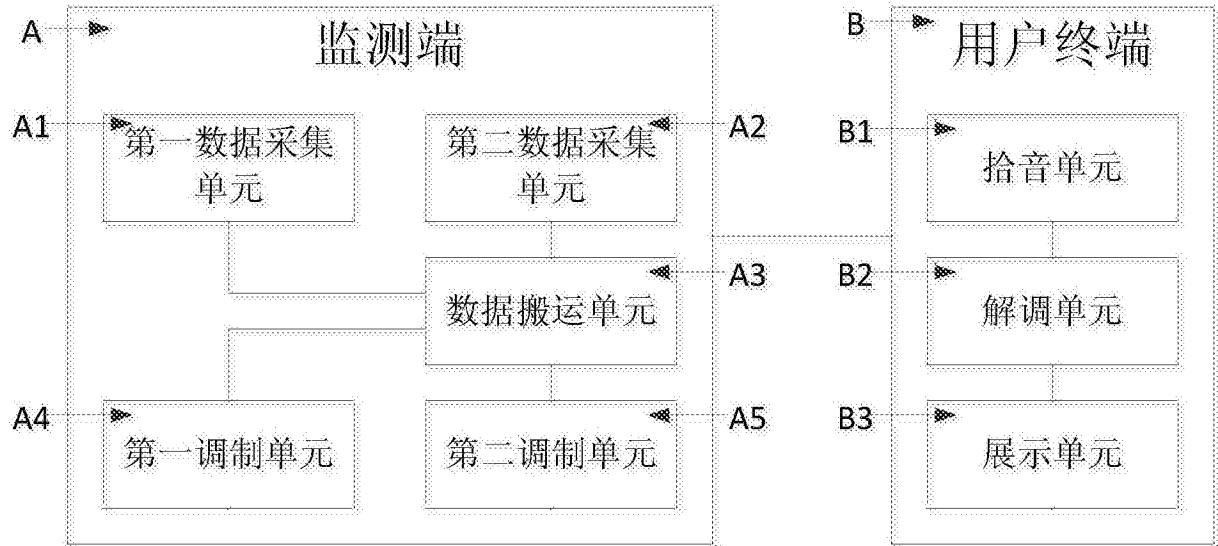 A
监测端
B
用户终端
A1
第一数据采集
单元
第二数据采集
单元
A2
B1
拾音单元
数据搬运单元
A3
B2
解调单元
A4
第一调制单元
第二调制单元
A5
B3
展示单元